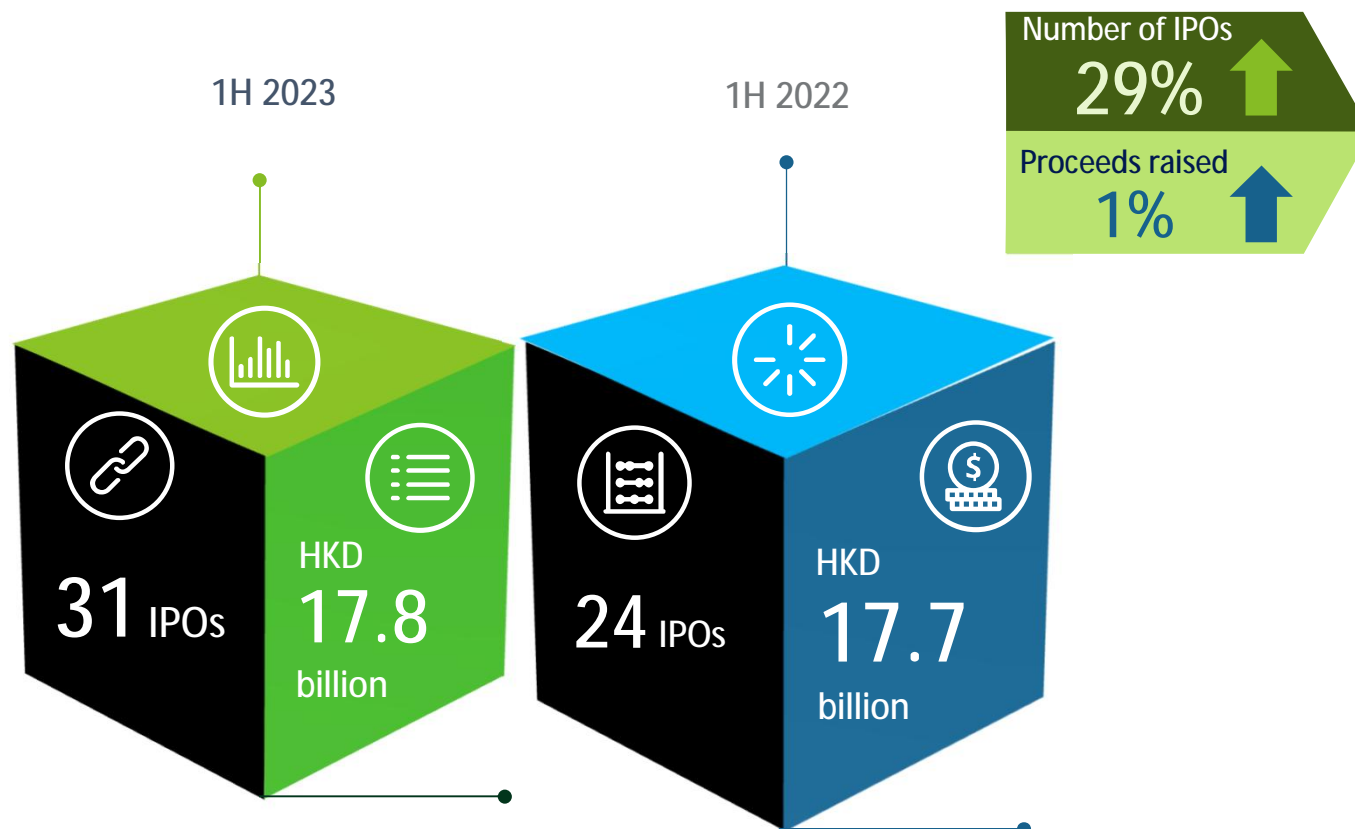 Number of IPOs
29%
Proceeds raised
1%
1H 2023
1H 2022
31 IPOs
HKD
17.8
billion
24 IPOs
HKD
17.7
billion
$